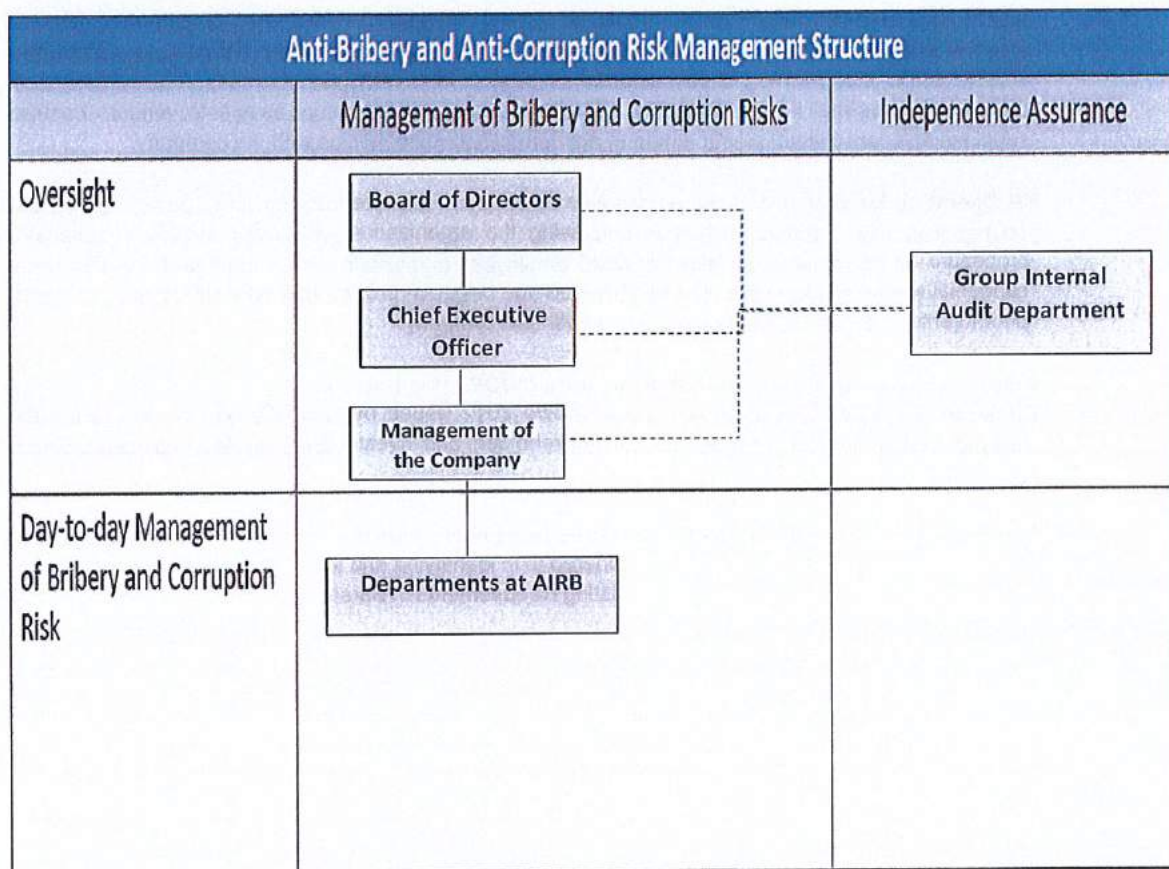 Anti-Bribery and Anti-Corruption Risk Management Structure
Management of Bribery and Corruption Risks
Independence Assurance
Oversight
Board of Directors
Chief Executive
Officer
Management of
the Company
Group Internal
Audit Department
Day-to-day Management
of Bribery and Corruption
Risk
Departments at AIRB